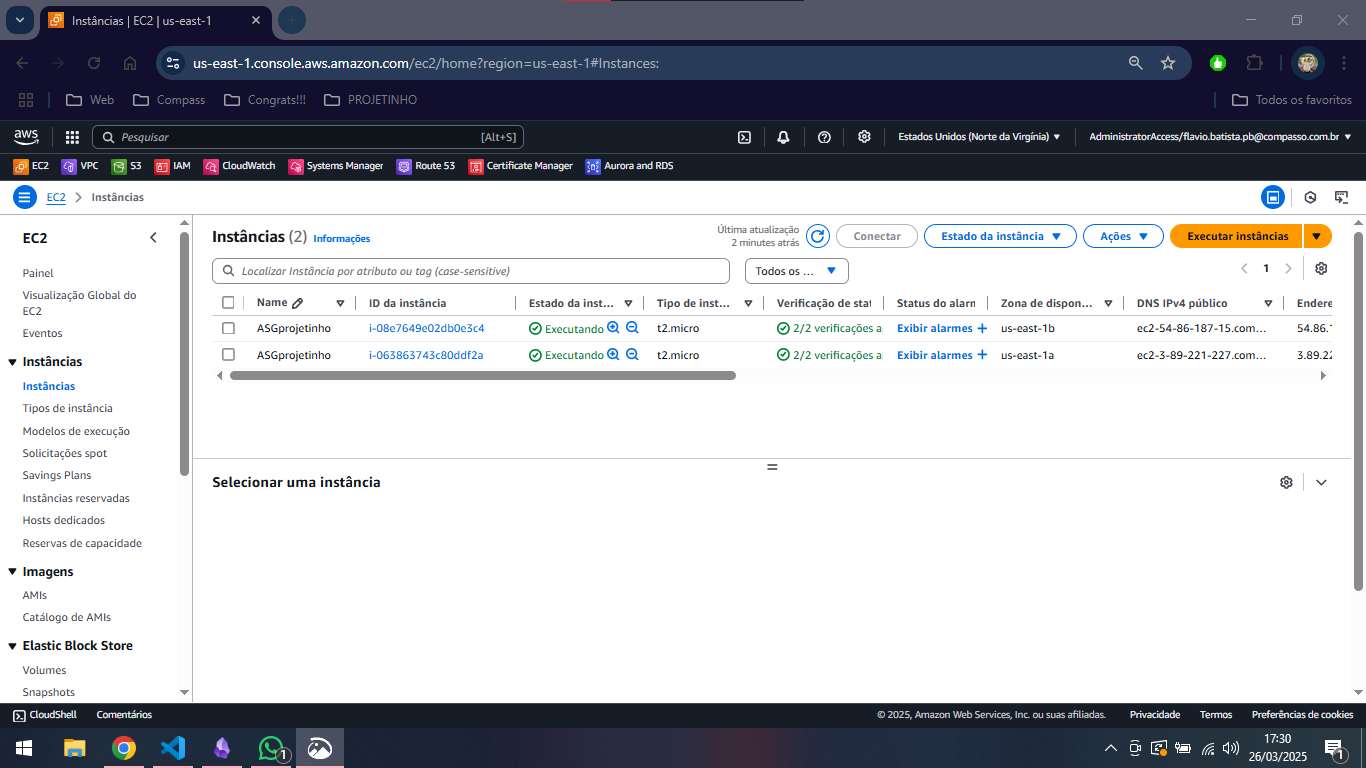 Instâncias | EC2 | us-east-1
us-east-1.console.aws.amazon.com/ec2/home?region=us-east-1#Instances:
Web Compass Congrats!!! PROJETINHO Todos os favoritos
aws Pesquisar [Alt+S] Estados Unidos (Norte da Virgínia) AdministratorAccess/flavio.batista.pb@compasso.com.br
EC2 VPC S3 IAM CloudWatch Systems Manager Route 53 Certificate Manager Aurora and RDS
EC2 Instâncias
EC2
Painel
Visualização Global do
EC2
Eventos
Instâncias
Instâncias
Tipos de instância
Modelos de execução
Solicitações spot
Savings Plans
Instâncias reservadas
Hosts dedicados
Reservas de capacidade
Imagens
AMIs
Catálogo de AMIs
Elastic Block Store
Volumes
Snapshots
Instâncias (2) Informações
Última atualização
2 minutes atrás
Conectar Estado da instância Ações Executar instâncias
Localizar Instância por atributo ou tag (case-sensitive) Todos os ... 1
Name ID da instância Estado da inst... Tipo de inst... Verificação de stat Status do alarm Zona de dispon... DNS IPv4 público Endere
ASGprojetinho i-08e7649e02db0e3c4 Executando t2.micro 2/2 verificações a Exibir alarmes + us-east-1b ec2-54-86-187-15.com... 54.86.1
ASGprojetinho i-063863743c80ddf2a Executando t2.micro 2/2 verificações a Exibir alarmes + us-east-1a ec2-3-89-221-227.com... 3.89.22
Selecionar uma instância
CloudShell Comentários © 2025, Amazon Web Services, Inc. ou suas afiliadas. Privacidade Termos Preferências de cookies
1
17:30
26/03/2025
1